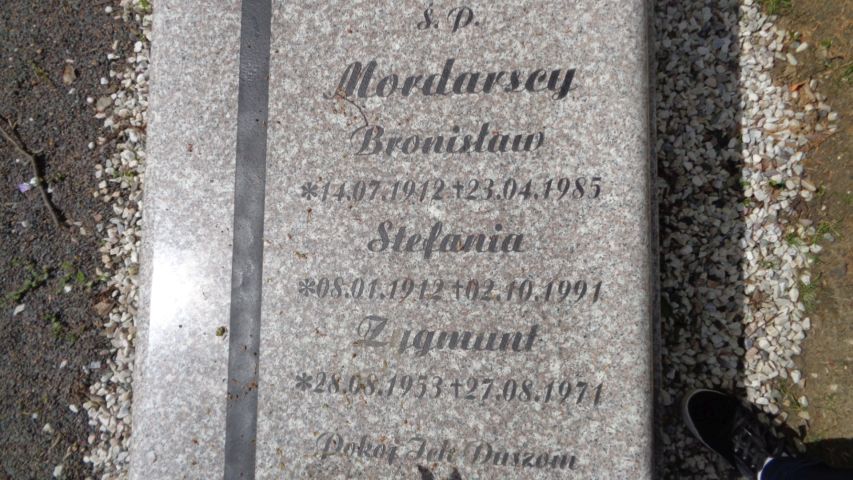 ś. p.
Mordarscy
Bronisław
*14.07.1912 †23.04.1985
Stefania
*08.01.1912 †02.10.1991
Zygmunt
*28.08.1953 †27.08.1971
Pokój Ich Duszom